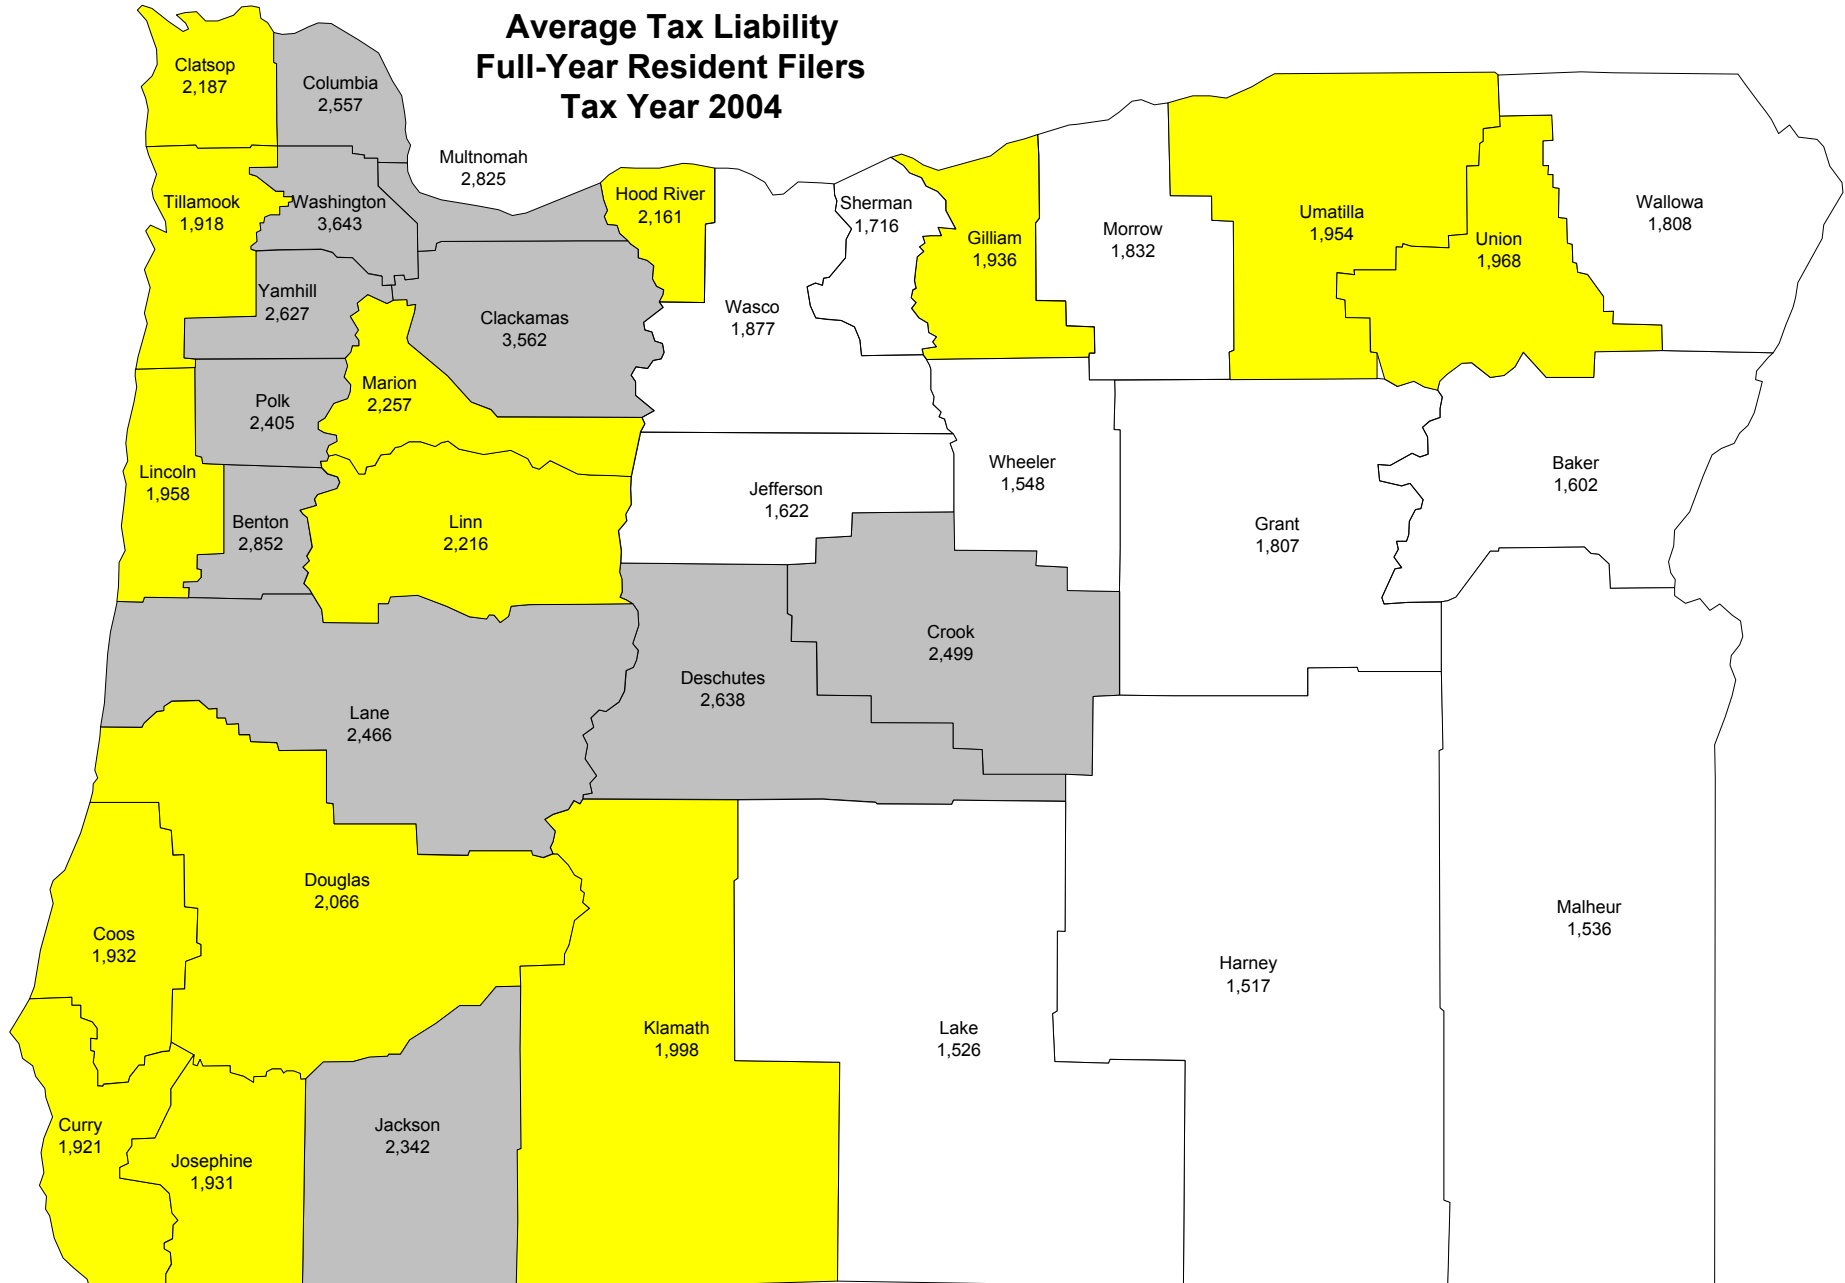 Average Tax Liability
Full-Year Resident Filers
Tax Year 2004
Clatsop
2,187
Columbia
2,557
Multnomah
2,825
Tillamook
1,918
Washington
3,643
Hood River
2,161
Sherman
1,716
Gilliam
1,936
Morrow
1,832
Umatilla
1,954
Union
1,968
Wallowa
1,808
Yamhill
2,627
Clackamas
3,562
Wasco
1,877
Marion
2,257
Polk
2,405
Lincoln
1,958
Benton
2,852
Linn
2,216
Jefferson
1,622
Wheeler
1,548
Grant
1,807
Baker
1,602
Crook
2,499
Deschutes
2,638
Lane
2,466
Douglas
2,066
Coos
1,932
Malheur
1,536
Harney
1,517
Klamath
1,998
Lake
1,526
Curry
1,921
Josephine
1,931
Jackson
2,342